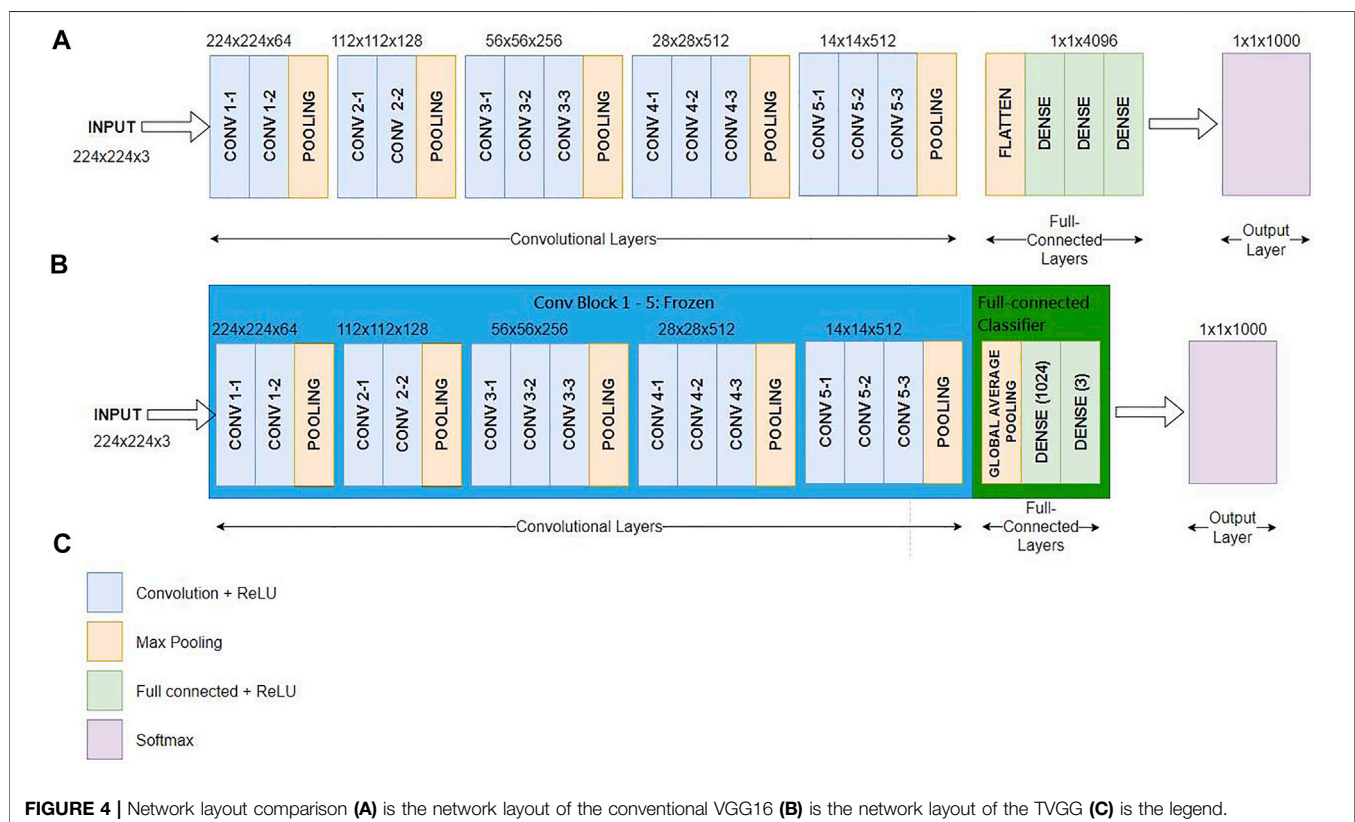 A
224x224x64
112x112x128
56x56x256
28x28x512
14x14x512
1x1x4096
1x1x1000
INPUT
224x224x3
CONV 1-1
CONV 1-2
POOLING
CONV 2-1
CONV 2-2
POOLING
CONV 3-1
CONV 3-2
CONV 3-3
POOLING
CONV 4-1
CONV 4-2
CONV 4-3
POOLING
CONV 5-1
CONV 5-2
CONV 5-3
POOLING
FLATTEN
DENSE
DENSE
DENSE
Convolutional Layers
Full-
Connected
Layers
Output
Layer
B
Conv Block 1 - 5: Frozen
Full-connected
Classifier
224x224x64
112x112x128
56x56x256
28x28x512
14x14x512
1x1x1000
INPUT
224x224x3
CONV 1-1
CONV 1-2
POOLING
CONV 2-1
CONV 2-2
POOLING
CONV 3-1
CONV 3-2
CONV 3-3
POOLING
CONV 4-1
CONV 4-2
CONV 4-3
POOLING
CONV 5-1
CONV 5-2
CONV 5-3
POOLING
GLOBAL AVERAGE
POOLING
DENSE (1024)
DENSE (3)
Convolutional Layers
Full-
Connected
Layers
Output
Layer
C
Convolution + ReLU
Max Pooling
Full connected + ReLU
Softmax
FIGURE 4 | Network layout comparison (A) is the network layout of the conventional VGG16 (B) is the network layout of the TVGG (C) is the legend.